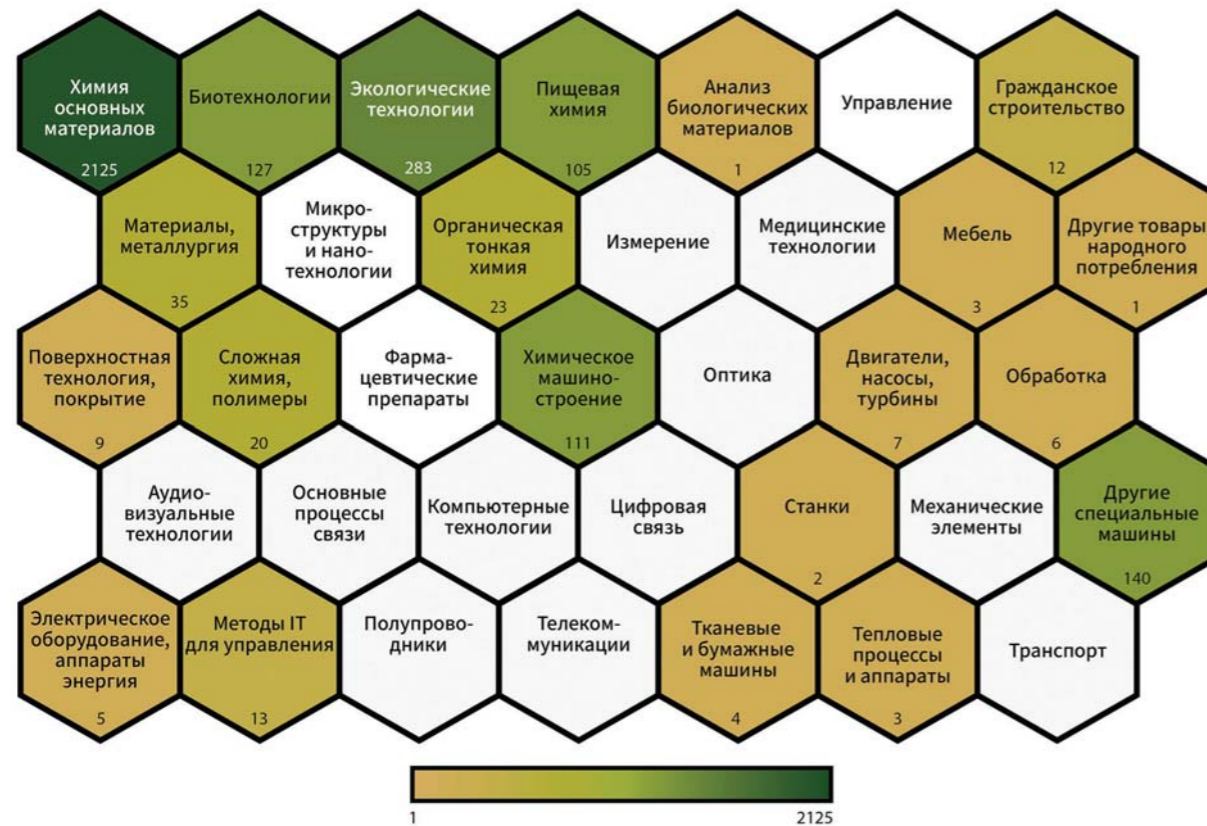 Химия
основных
материалов
2125
Биотехнологии
127
Экологические
технологии
283
Пищевая
химия
105
Анализ
биологических
материалов
1
Управление
Гражданское
строительство
12
Материалы,
металлургия
35
Микро-
структуры
и нано-
технологии
Органическая
тонкая
химия
23
Измерение
Медицинские
технологии
Мебель
3
Другие товары
народного
потребления
1
Поверхностная
технология,
покрытие
9
Сложная
химия,
полимеры
20
Фарма-
цевтические
препараты
Химическое
машино-
строение
111
Оптика
Двигатели,
насосы,
турбины
7
Обработка
6
Аудио-
визуальные
технологии
Основные
процессы
связи
Компьютерные
технологии
Цифровая
связь
Станки
2
Механические
элементы
Другие
специальные
машины
140
Электрическое
оборудование,
аппараты
энергия
5
Методы IT
для управления
13
Полупрово-
дники
Телеком-
муникации
Тканевые
и бумажные
машины
4
Тепловые
процессы
и аппараты
3
Транспорт
1
2125